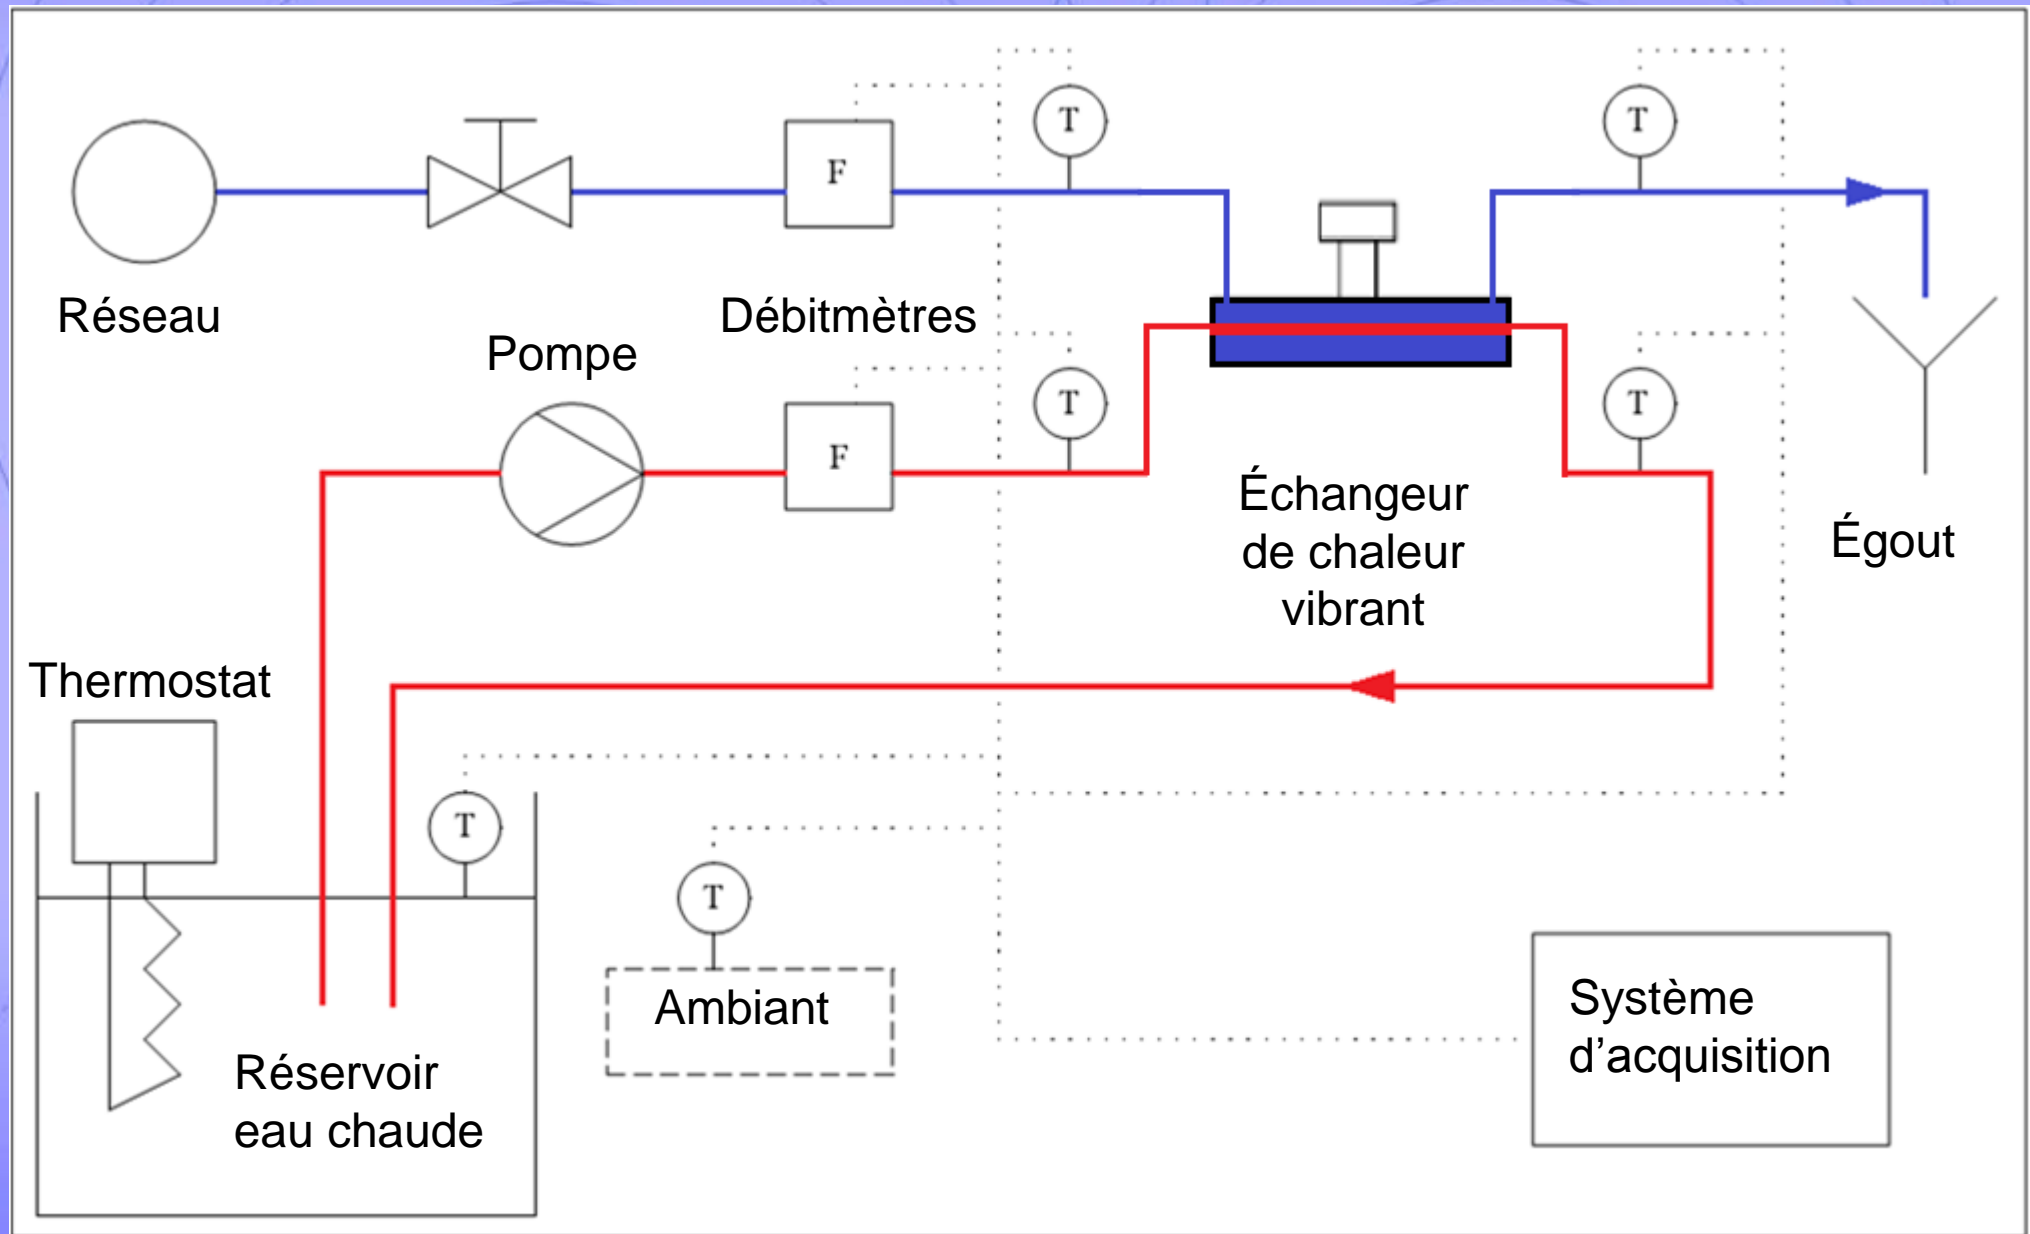 T
T
F
Réseau
Débitmètres
Pompe
T
T
F
Échangeur
de chaleur
vibrant
Égout
Thermostat
T
T
Ambiant
Système
d’acquisition
Réservoir
eau chaude